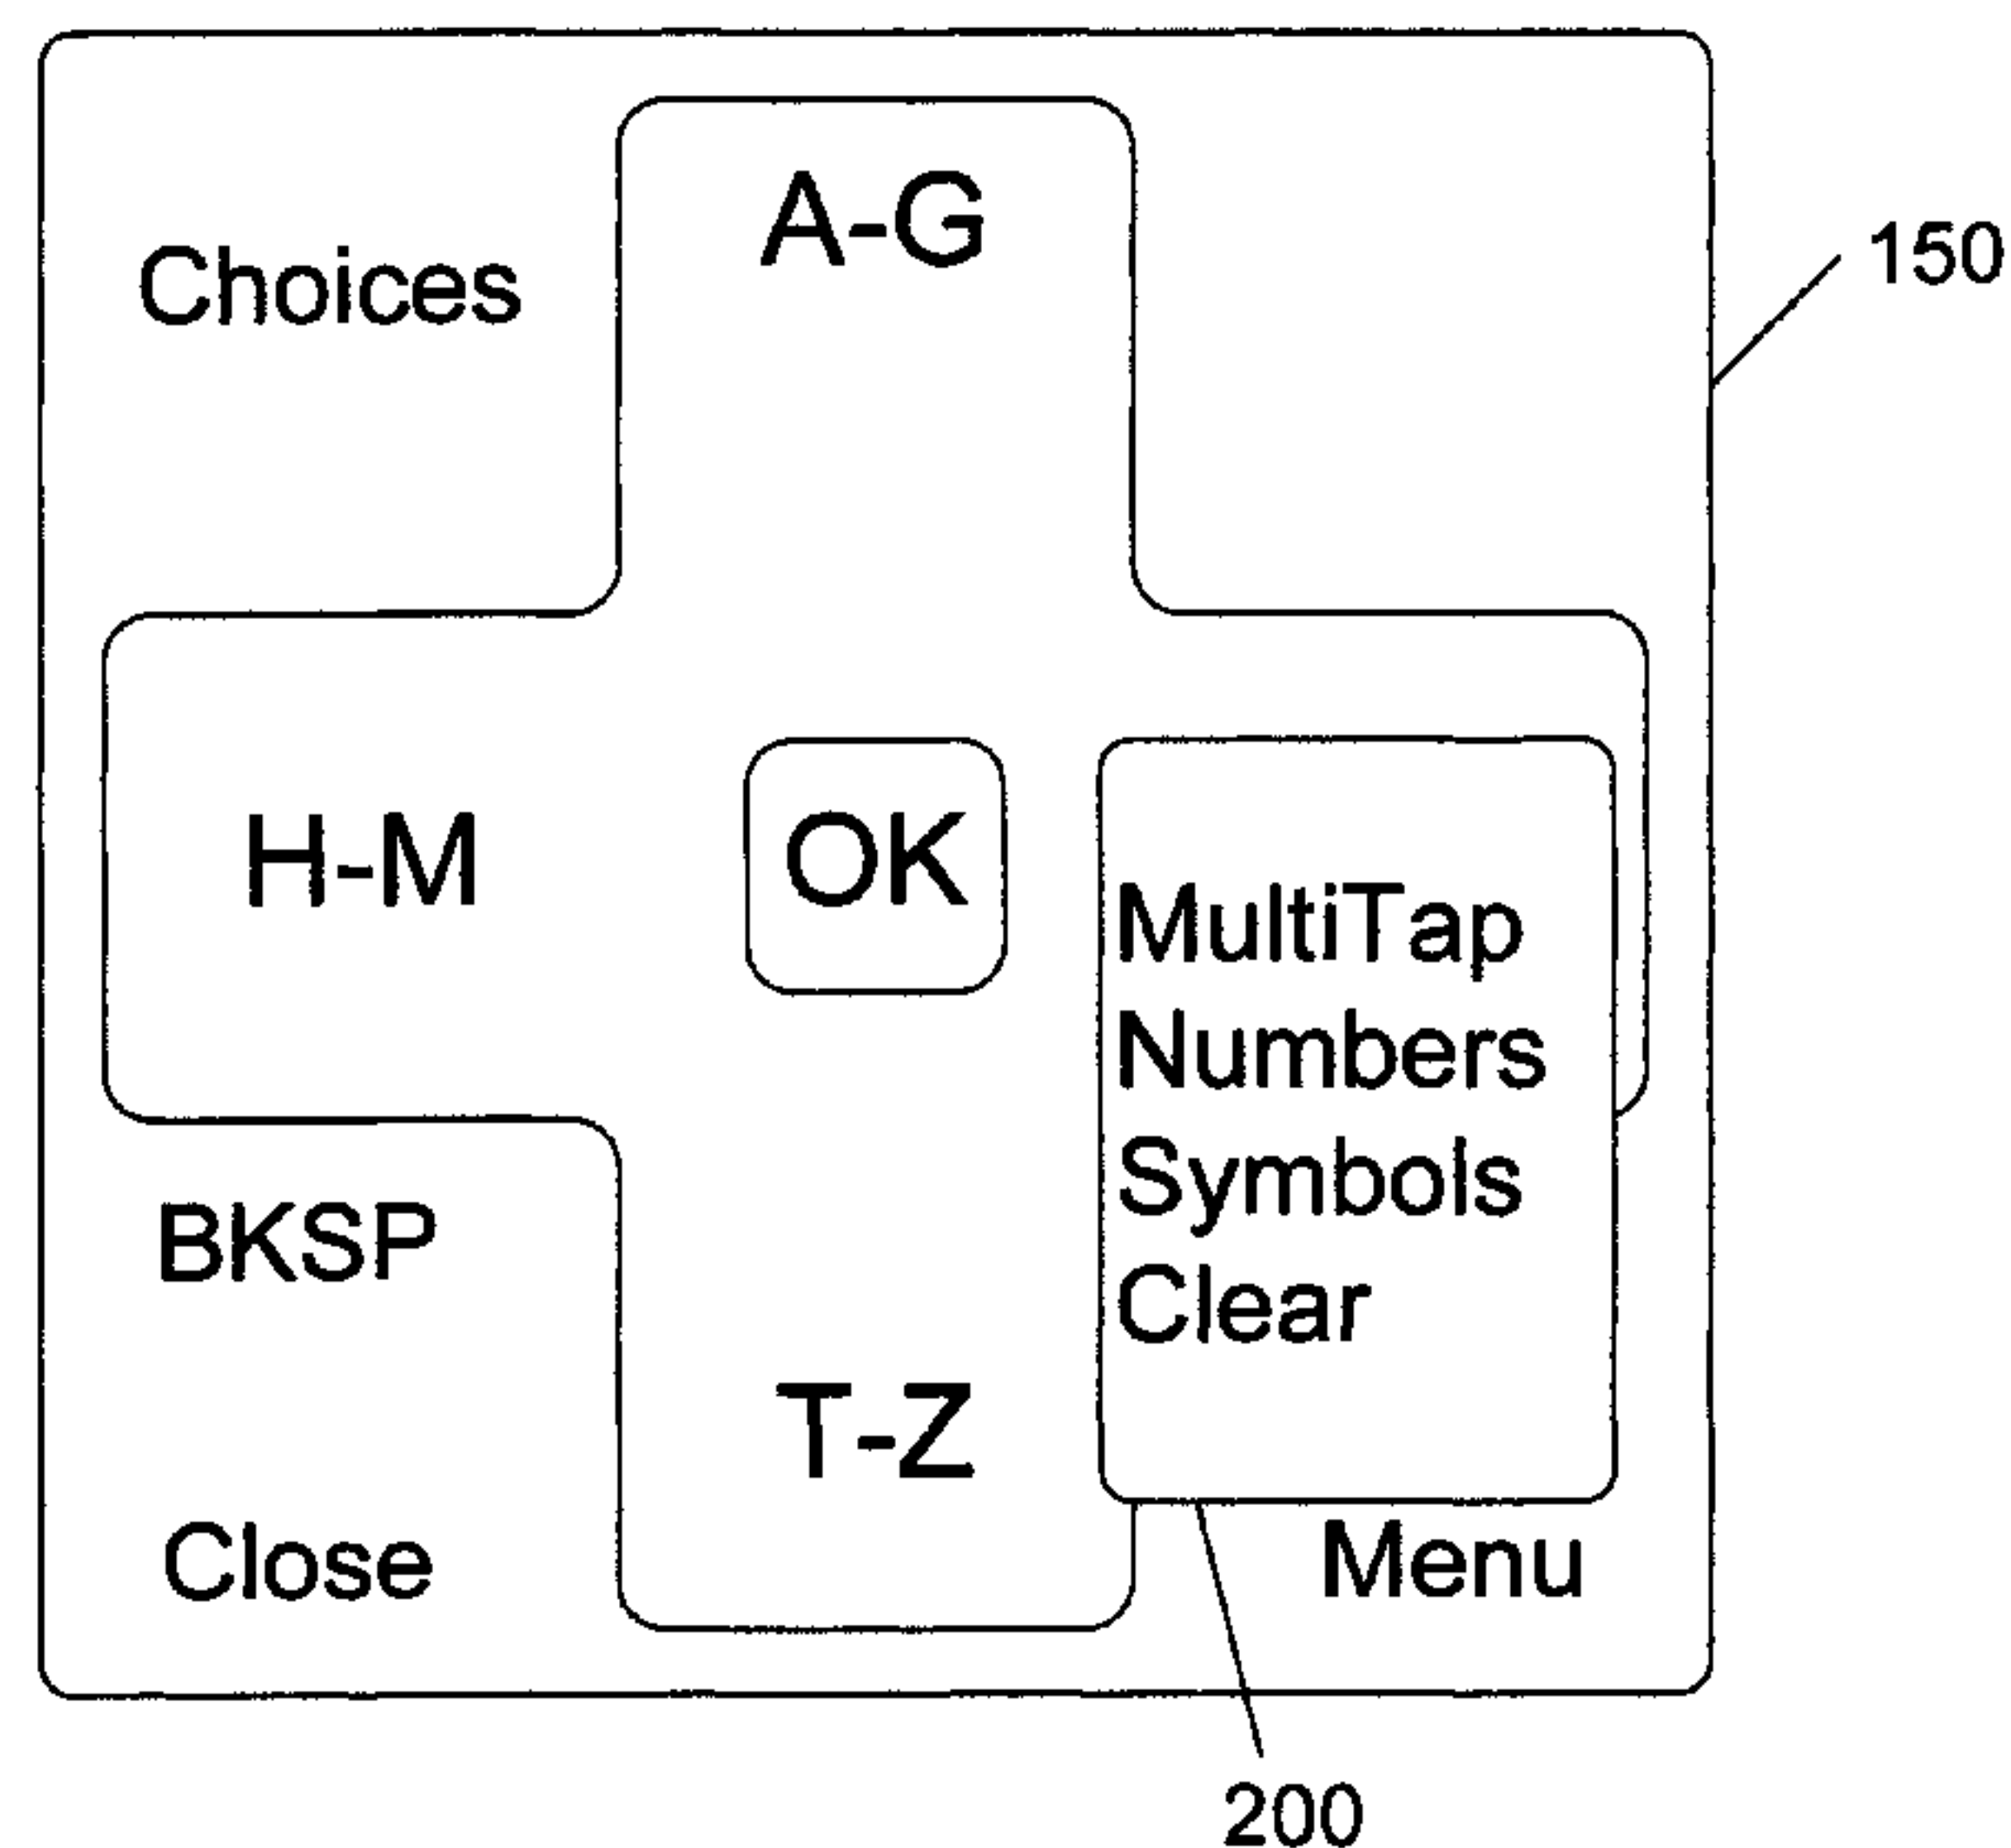 A-G
Choices
150
H-M
OK
MultiTap
Numbers
Symbols
Clear
BKSP
T-Z
Close
Menu
200